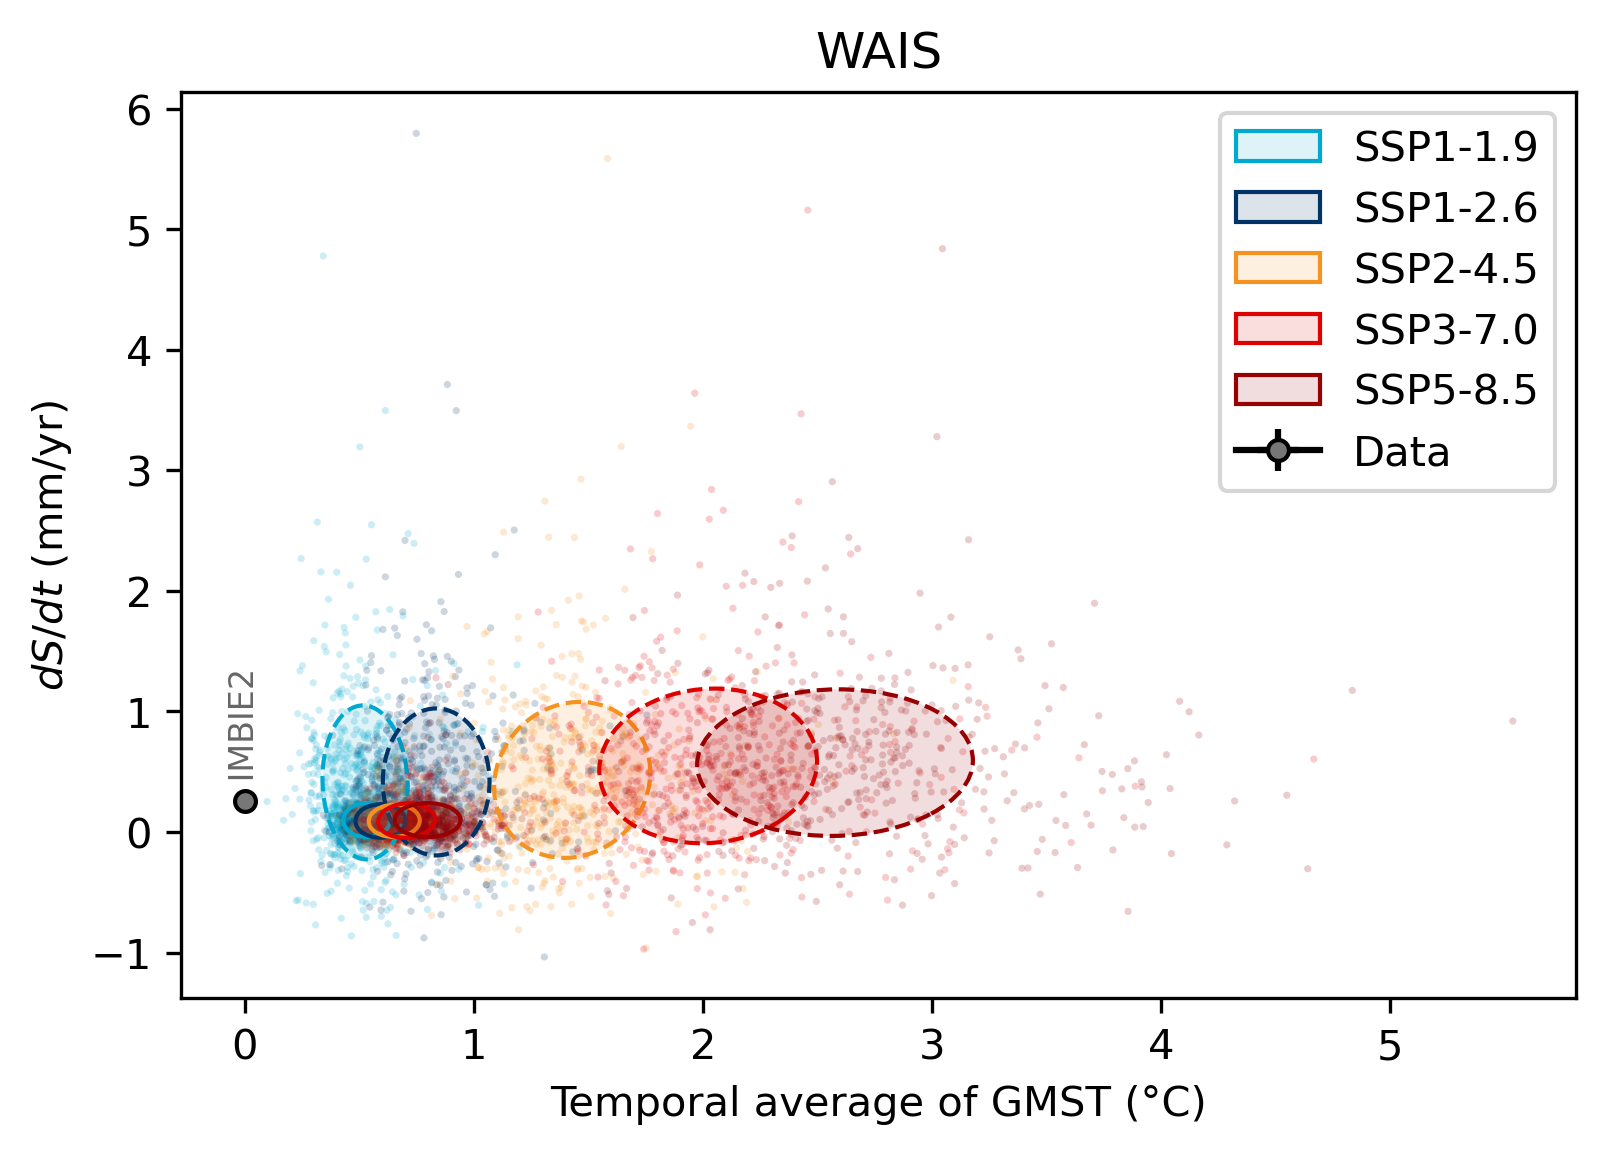 WAIS
6
5
4
3
2
1
0
−1
dS/dt (mm/yr)
IMBIE2
SSP1-1.9
SSP1-2.6
SSP2-4.5
SSP3-7.0
SSP5-8.5
Data
0 1 2 3 4 5
Temporal average of GMST (°C)